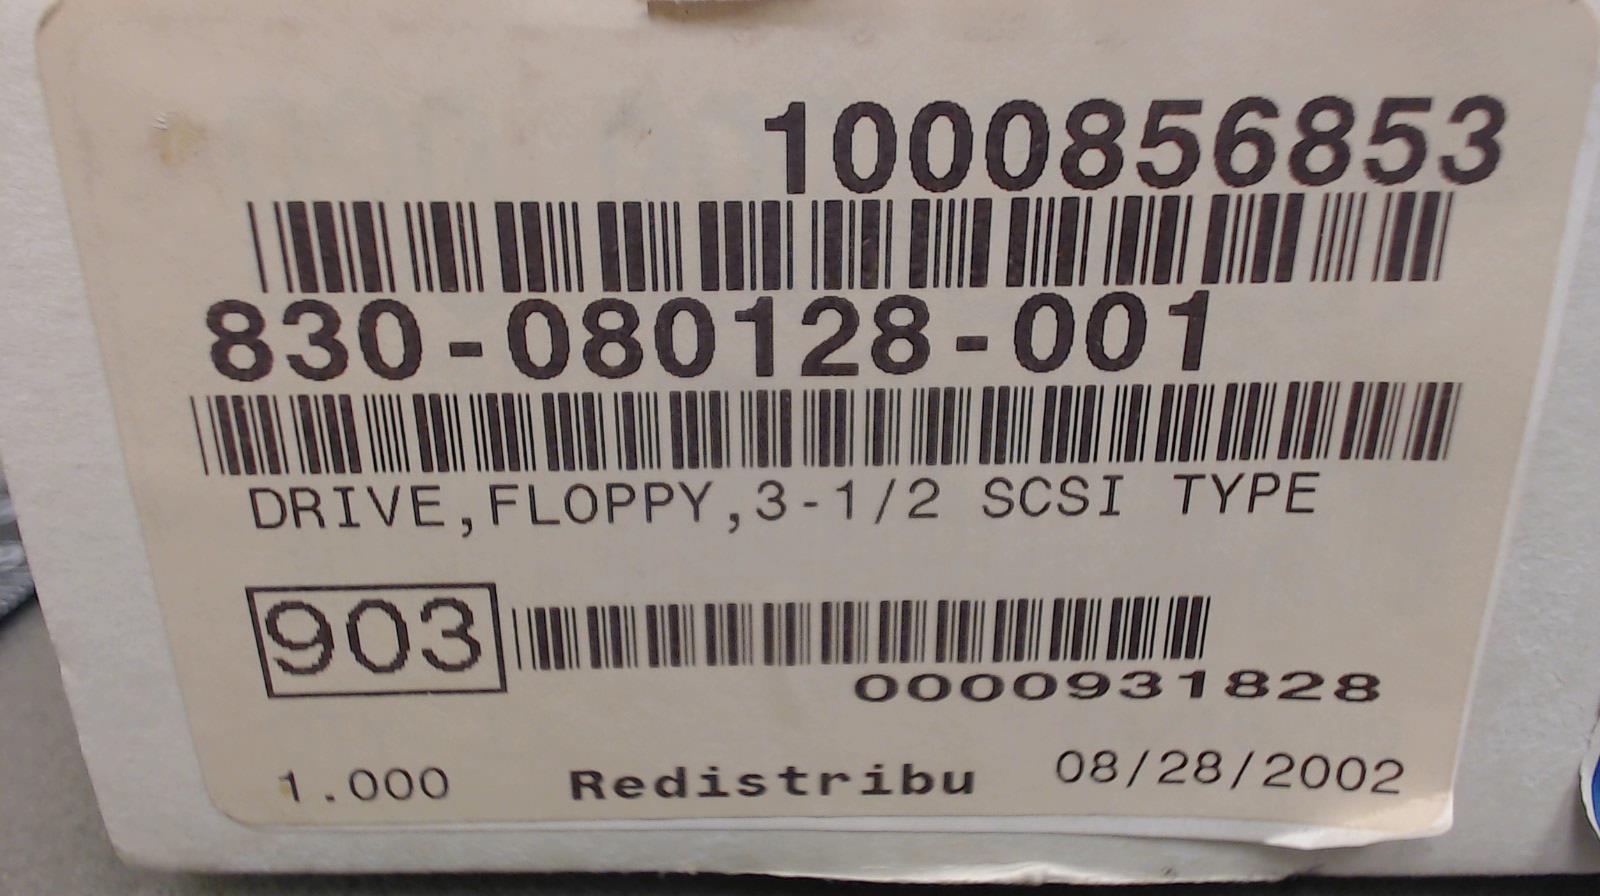 1000856853
830-080128-001
DRIVE,FLOPPY,3-1/2 SCSI TYPE
903
0000931828
1.000 Redistribu 08/28/2002